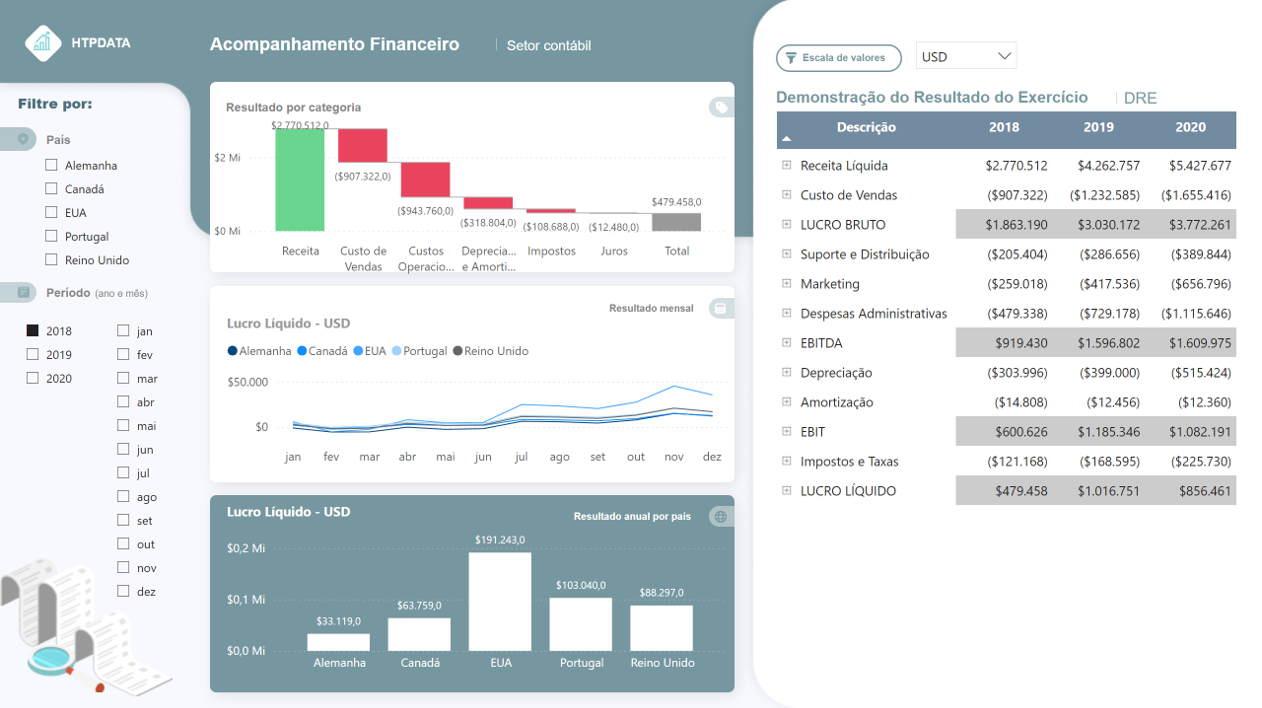 HTPDATA
Acompanhamento Financeiro | Setor contábil
Filtre por:
País
Alemanha
Canadá
EUA
Portugal
Reino Unido
Período (ano e mês)
2018 jan
2019 fev
2020 mar
abr
mai
jun
jul
ago
set
out
nov
dez
Resultado por categoria
$2.770.512,0
$2 Mi
($907.322,0)
$479.458,0
($943.760,0)
($318.804,0)
($108.688,0)
($12.480,0)
$0 Mi
Receita Custo de Vendas Custos Operacio... Deprecia... e Amorti... Impostos Juros Total
Resultado mensal
Lucro Líquido - USD
Alemanha Canadá EUA Portugal Reino Unido
$50.000
$0
jan fev mar abr mai jun jul ago set out nov dez
Lucro Líquido - USD
Resultado anual por país
$191.243,0
$0,2 Mi
$103.040,0
$88.297,0
$0,1 Mi
$63.759,0
$33.119,0
$0,0 Mi
Alemanha Canadá EUA Portugal Reino Unido
Escala de valores
USD
Demonstração do Resultado do Exercício | DRE
Descrição 2018 2019 2020
Receita Líquida $2.770.512 $4.262.757 $5.427.677
Custo de Vendas ($907.322) ($1.232.585) ($1.655.416)
LUCRO BRUTO $1.863.190 $3.030.172 $3.772.261
Suporte e Distribuição ($205.404) ($286.656) ($389.844)
Marketing ($259.018) ($417.536) ($656.796)
Despesas Administrativas ($479.338) ($729.178) ($1.115.646)
EBITDA $919.430 $1.596.802 $1.609.975
Depreciação ($303.996) ($399.000) ($515.424)
Amortização ($14.808) ($12.456) ($12.360)
EBIT $600.626 $1.185.346 $1.082.191
Impostos e Taxas ($121.168) ($168.595) ($225.730)
LUCRO LÍQUIDO $479.458 $1.016.751 $856.461